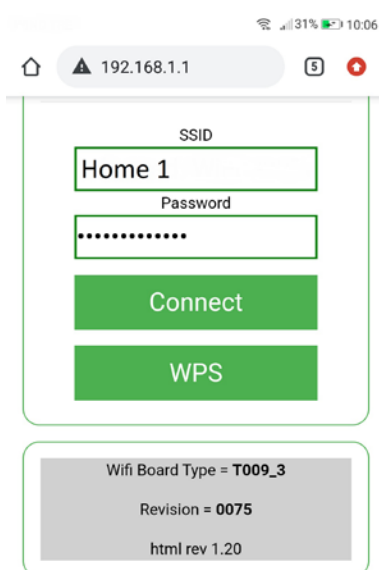 31% 10:06
192.168.1.1 5
SSID
Home 1
Password
•••••••••••••
Connect
WPS
Wifi Board Type = T009_3
Revision = 0075
html rev 1.20